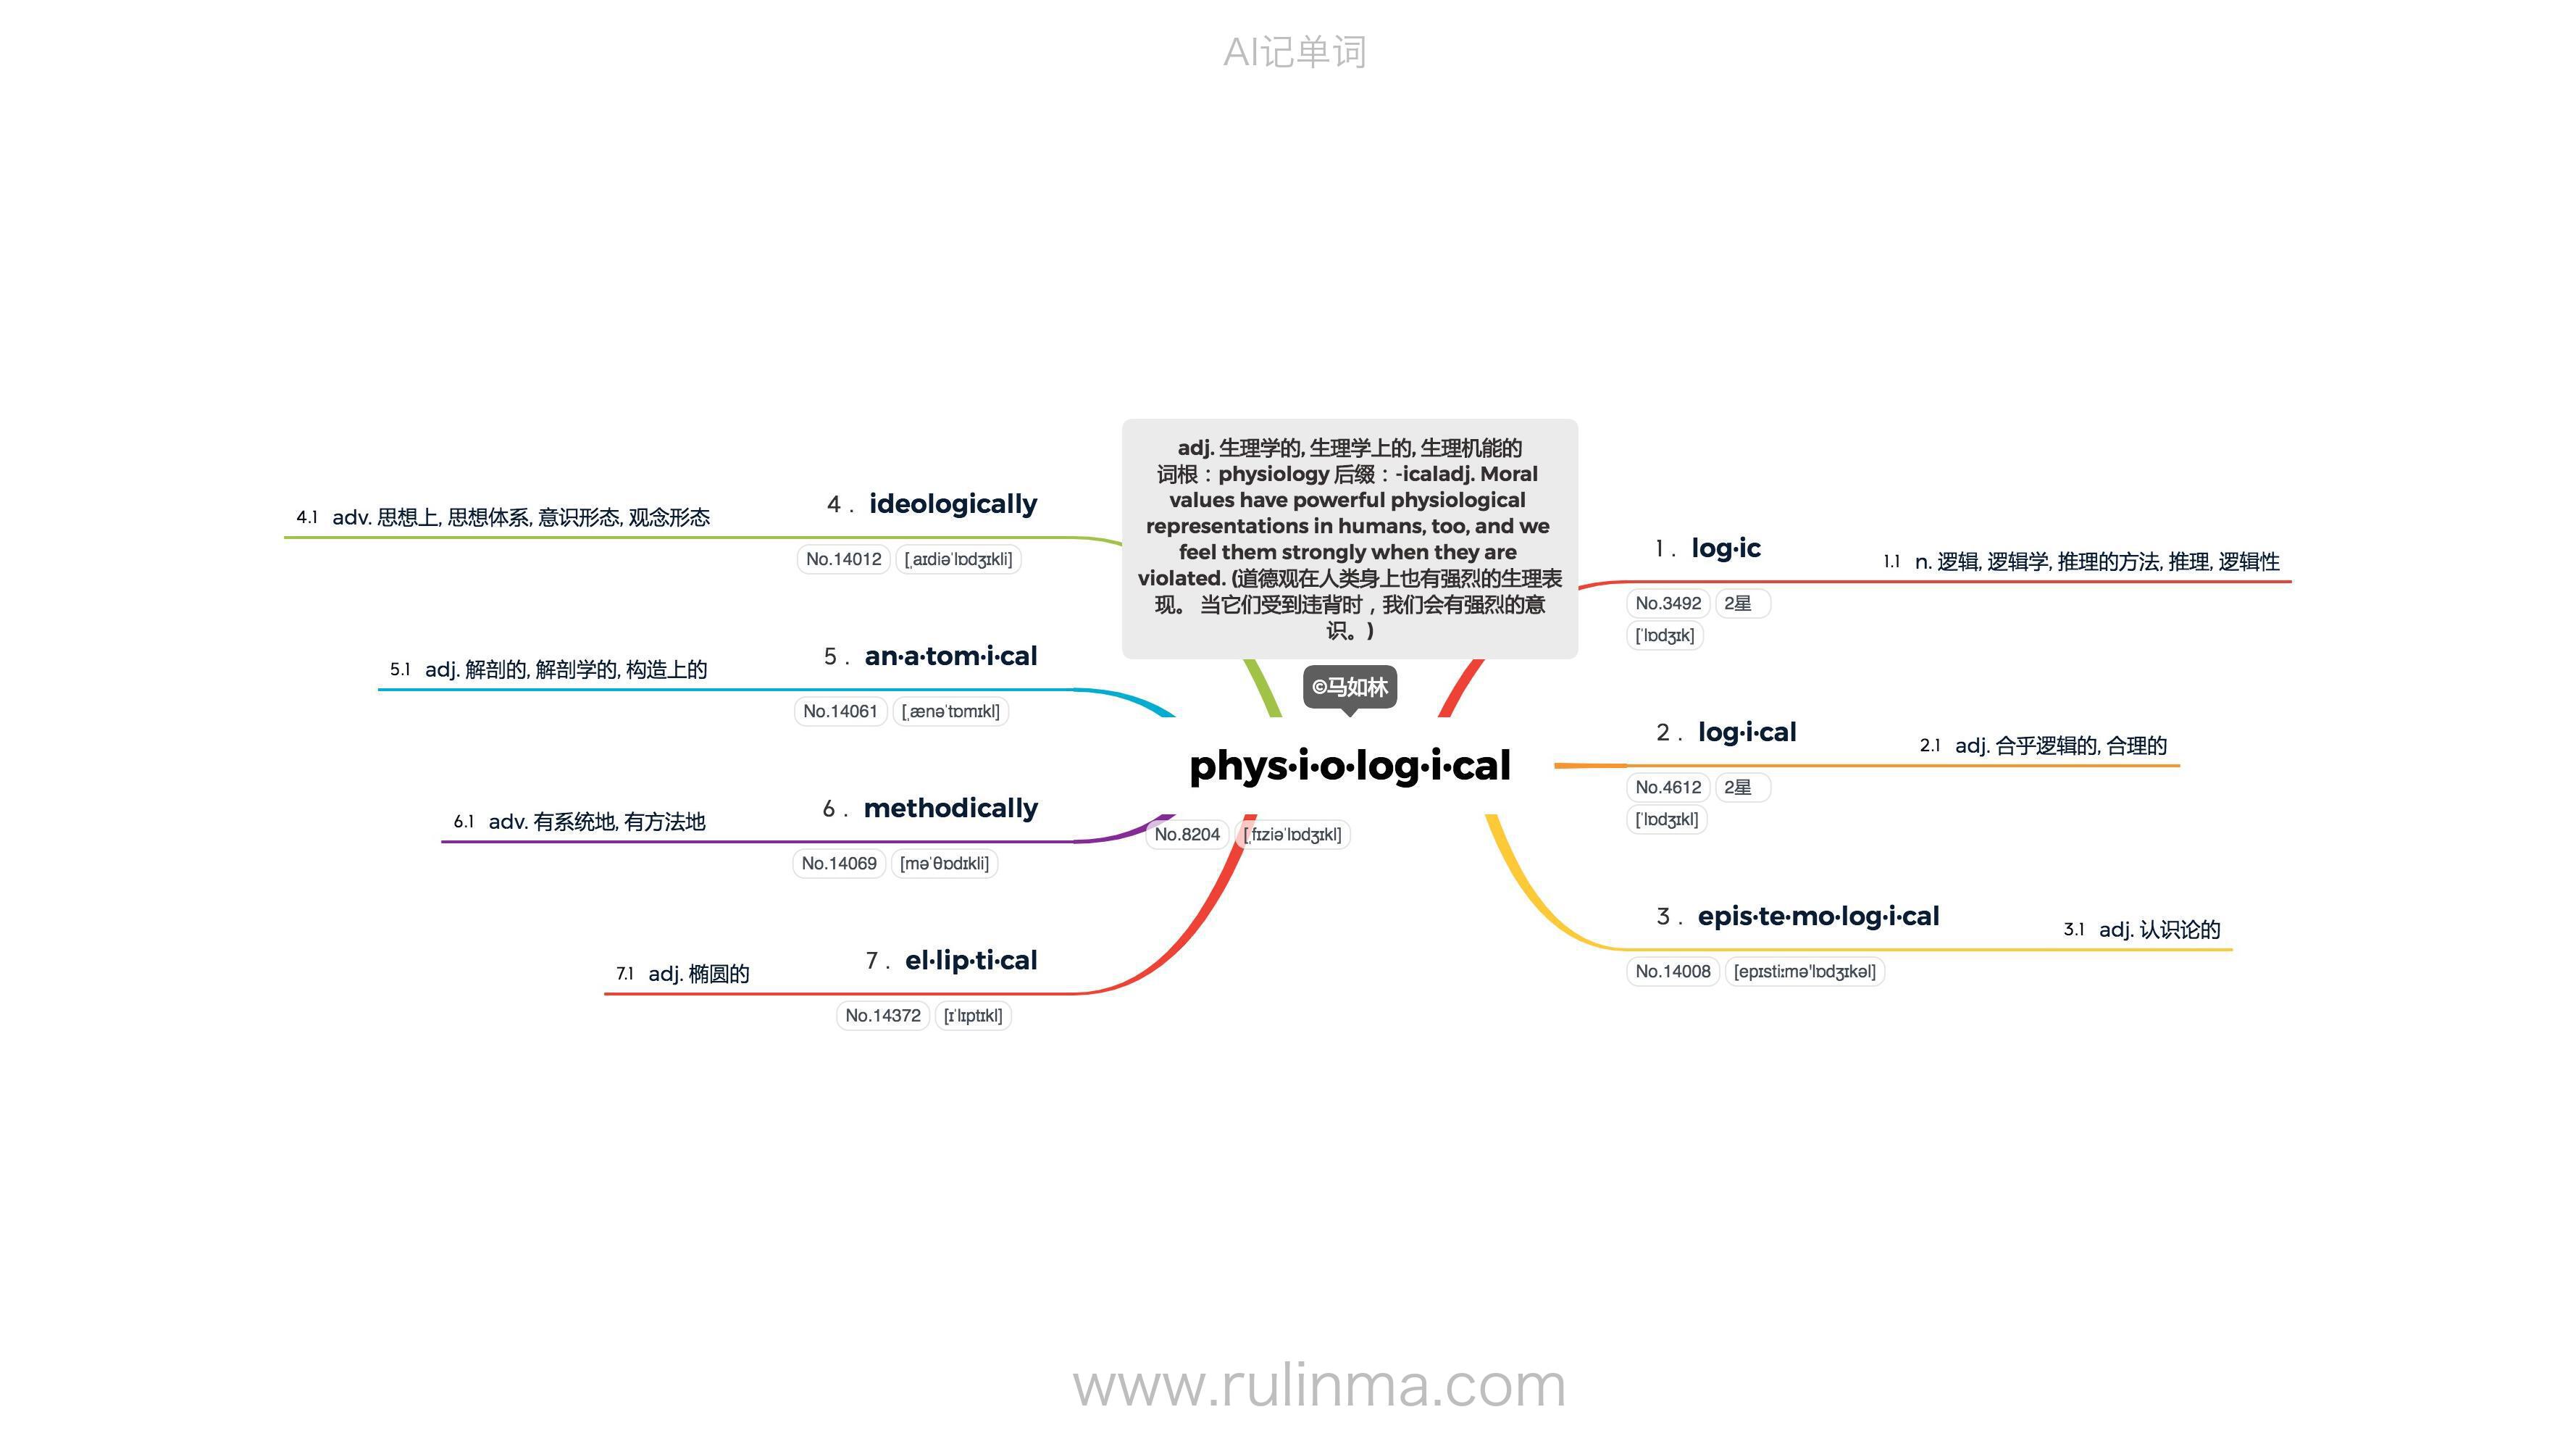 AI记单词
adj. 生理学的, 生理学上的, 生理机能的
词根：physiology 后缀：-icaladj. Moral
values have powerful physiological
representations in humans, too, and we
feel them strongly when they are
violated. (道德观在人类身上也有强烈的生理表
现。 当它们受到违背时，我们会有强烈的意
识。)
©马如林
phys·i·o·log·i·cal
No.8204 [ˌfɪziəˈlɒdʒɪkl]
1 . log·ic
1.1 n. 逻辑, 逻辑学, 推理的方法, 推理, 逻辑性
No.3492 2星
[ˈlɒdʒɪk]
2 . log·i·cal
2.1 adj. 合乎逻辑的, 合理的
No.4612 2星
[ˈlɒdʒɪkl]
3 . epis·te·mo·log·i·cal
3.1 adj. 认识论的
No.14008 [epɪstiːmə'lɒdʒɪkəl]
4 . ideologically
4.1 adv. 思想上, 思想体系, 意识形态, 观念形态
No.14012 [ˌaɪdiəˈlɒdʒɪkli]
5 . an·a·tom·i·cal
5.1 adj. 解剖的, 解剖学的, 构造上的
No.14061 [ˌænəˈtɒmɪkl]
6 . methodically
6.1 adv. 有系统地, 有方法地
No.14069 [məˈθɒdɪkli]
7 . el·lip·ti·cal
7.1 adj. 椭圆的
No.14372 [ɪˈlɪptɪkl]
www.rulinma.com